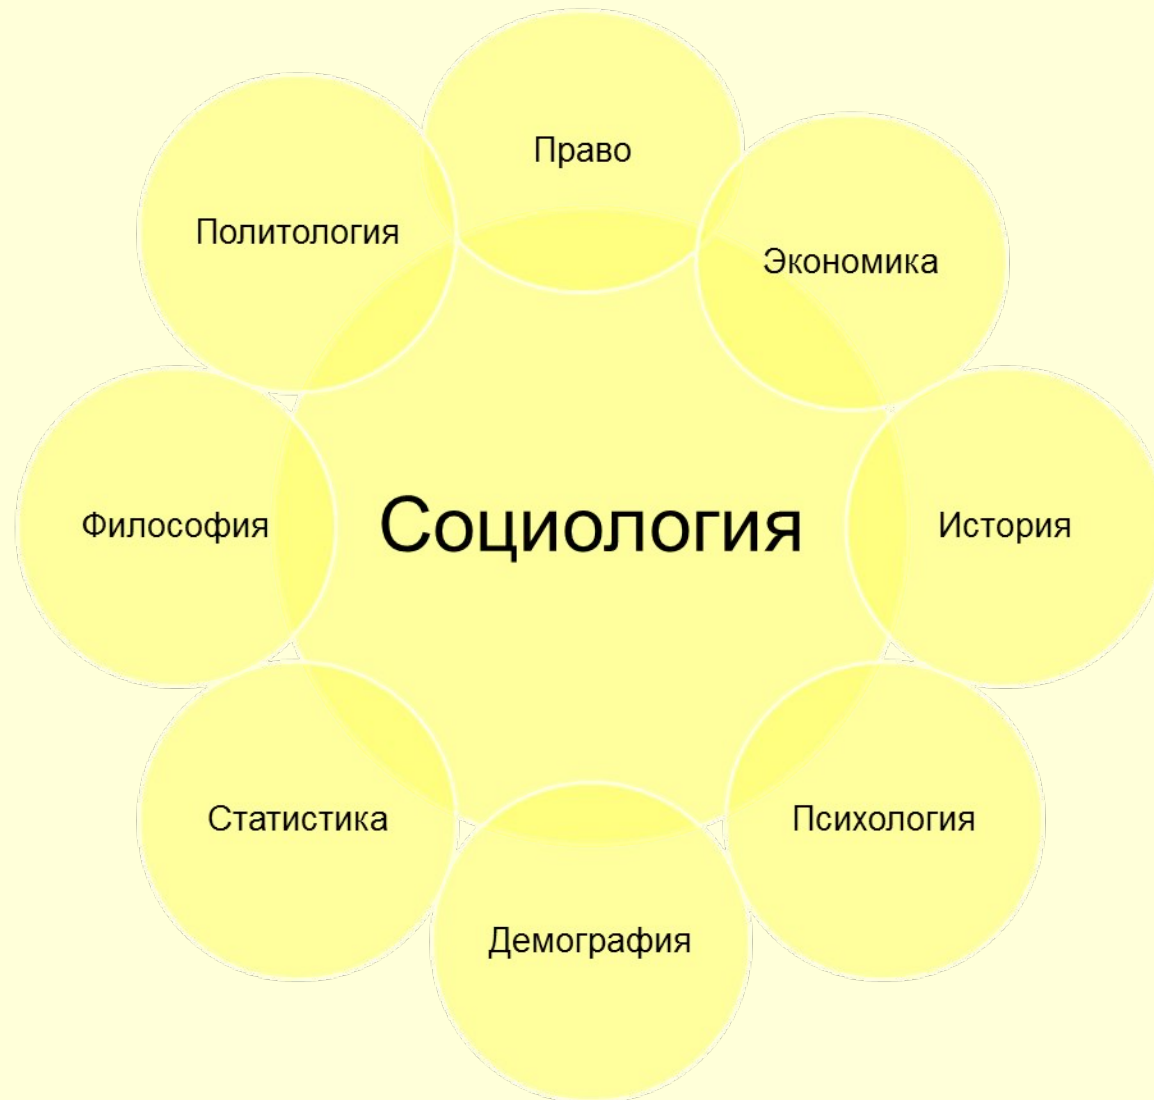 Право
Политология
Экономика
Философия
Социология
История
Статистика
Психология
Демография